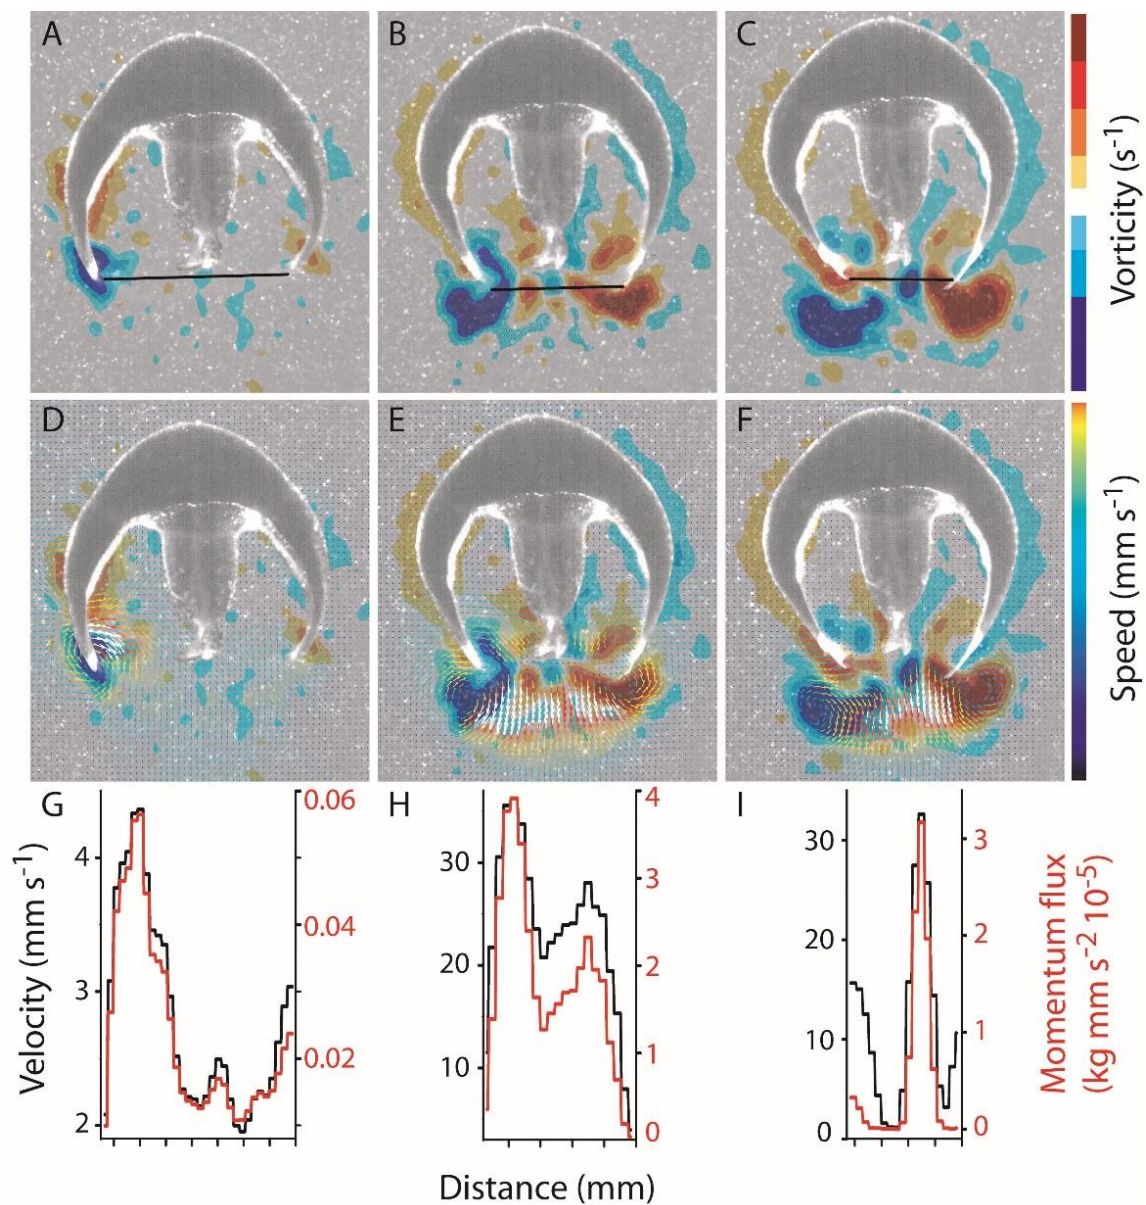 A
B
C
Vorticity (s⁻¹)
D
E
F
Speed (mm s⁻¹)
G
H
I
Velocity (mm s⁻¹)
4
3
2
0.06
0.04
0.02
30
20
10
4
3
2
1
0
30
20
10
0
3
2
1
0
Momentum flux
(kg mm s⁻² 10⁻⁵)
Distance (mm)